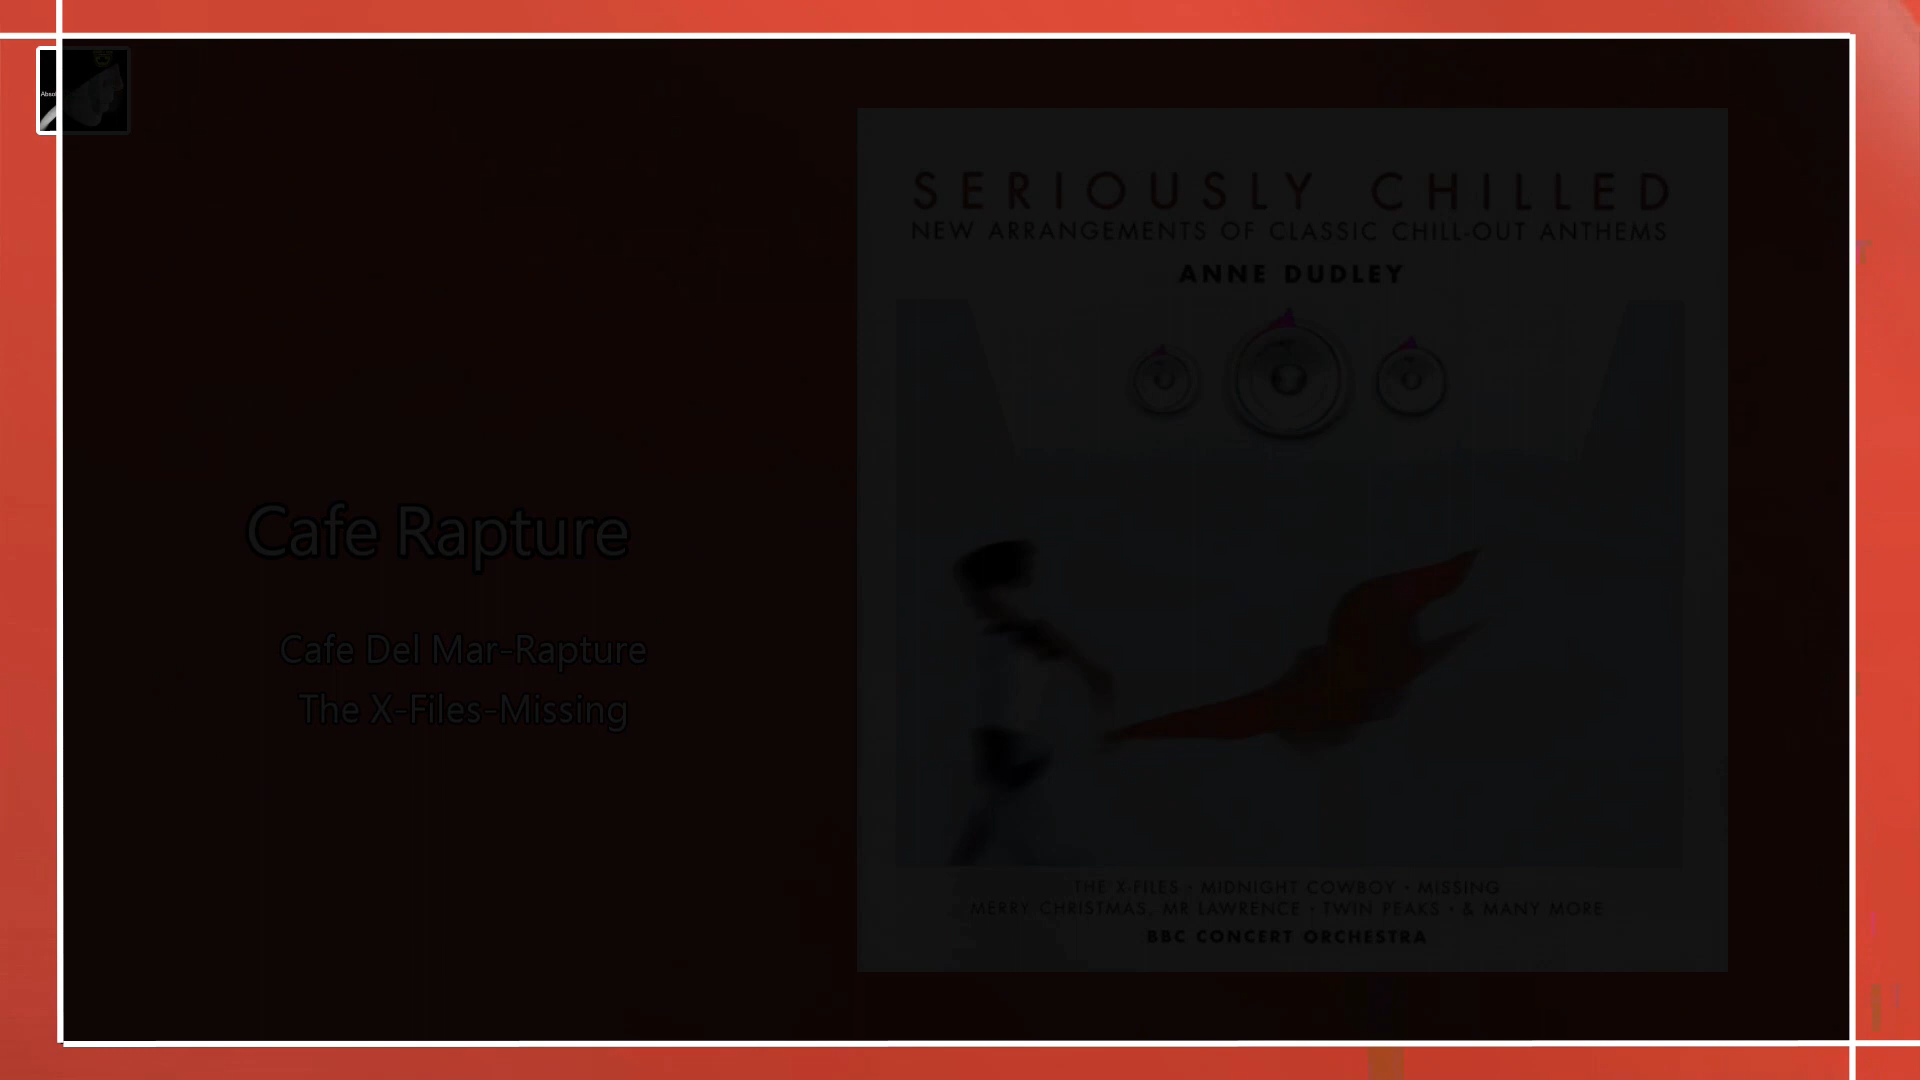 Abso
SERIOUSLY CHILLED
NEW ARRANGEMENTS OF CLASSIC CHILL-OUT ANTHEMS
ANNE DUDLEY
Cafe Rapture
Cafe Del Mar-Rapture
The X-Files-Missing
THE X-FILES · MIDNIGHT COWBOY · MISSING
MERRY CHRISTMAS, MR LAWRENCE · TWIN PEAKS · & MANY MORE
BBC CONCERT ORCHESTRA